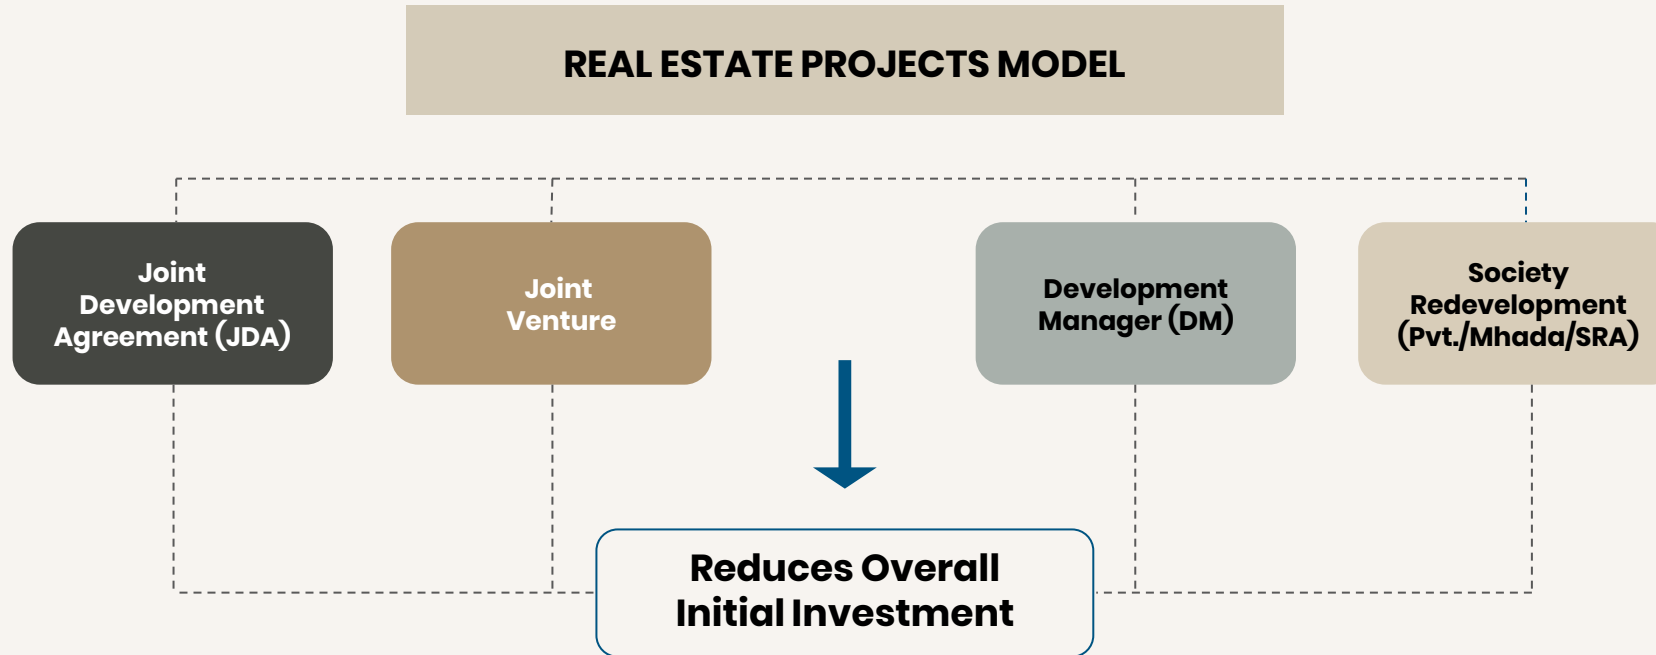 REAL ESTATE PROJECTS MODEL
Joint
Development
Agreement (JDA)
Joint
Venture
Development
Manager (DM)
Society
Redevelopment
(Pvt./Mhada/SRA)
Reduces Overall
Initial Investment